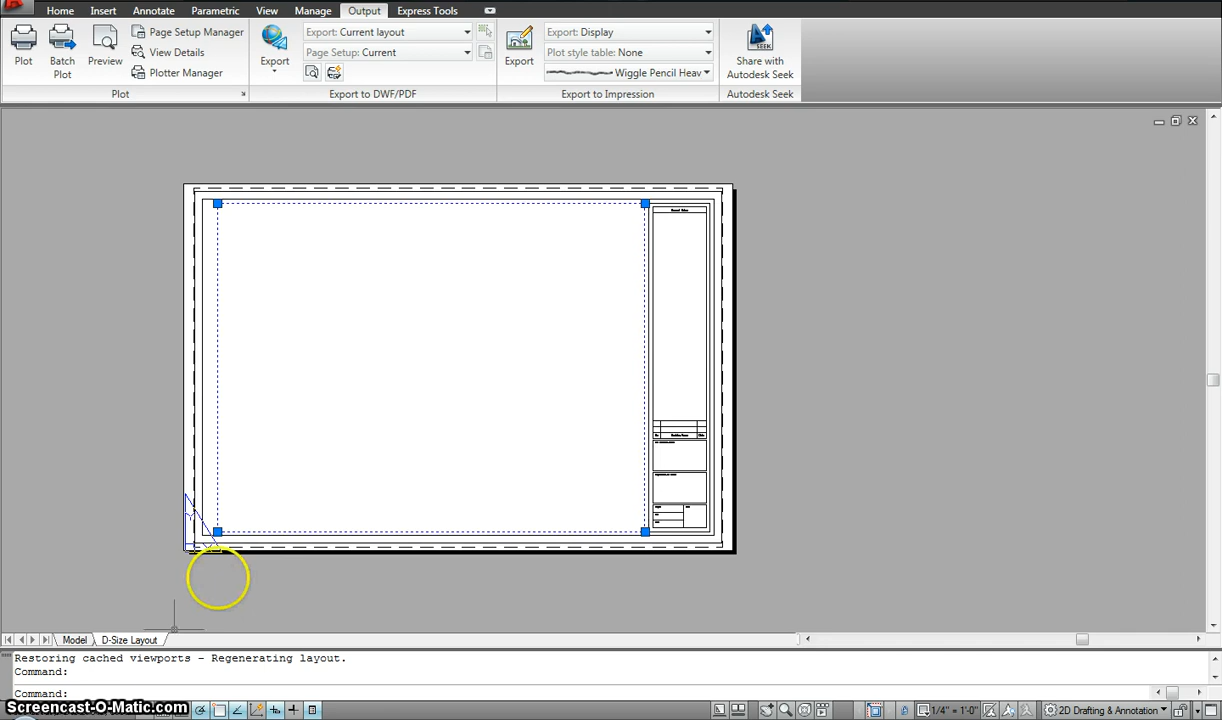 Home Insert Annotate Parametric View Manage Output Express Tools
Plot
Batch Plot
Preview
Page Setup Manager
View Details
Plotter Manager
Plot
Export
Export: Current layout
Page Setup: Current
Export to DWF/PDF
Export
Export: Display
Plot style table: None
Wiggle Pencil Heav
Export to Impression
Share with
Autodesk Seek
Autodesk Seek
Model D-Size Layout
Restoring cached viewports - Regenerating layout.
Command:
Command:
Screencast-O-Matic.com
1/4" = 1'-0"
2D Drafting & Annotation